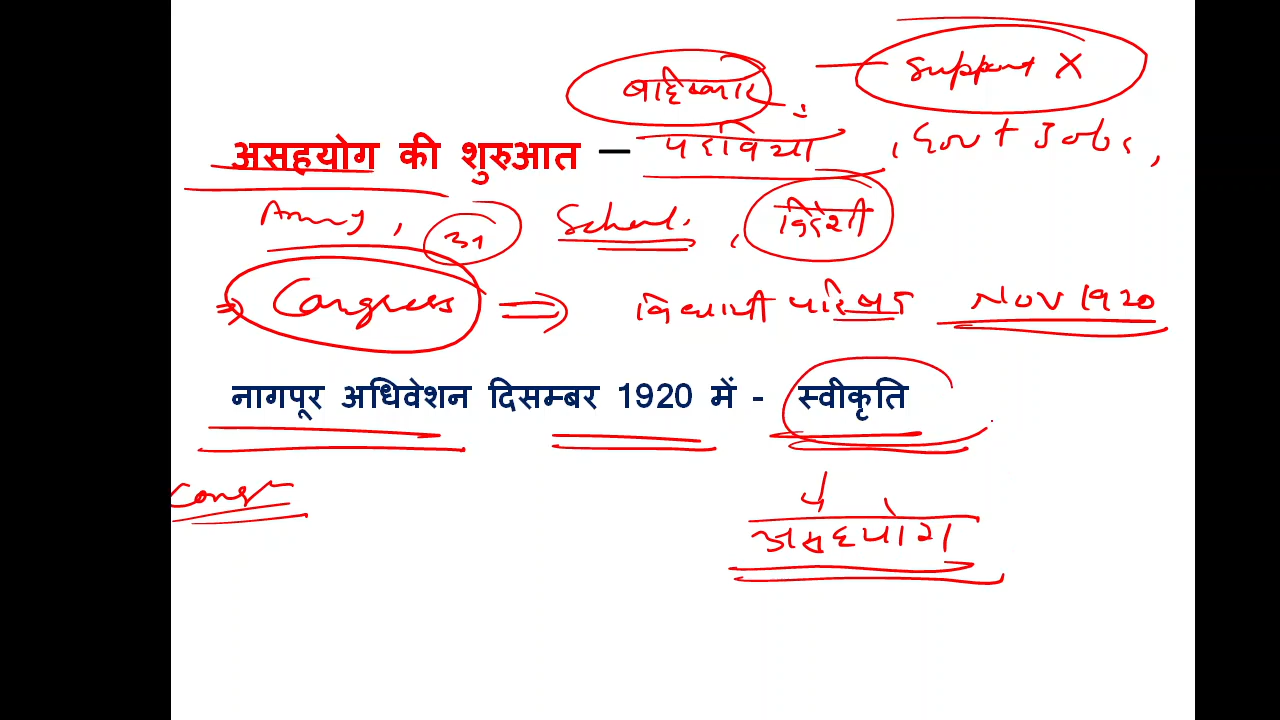 बहिष्कार : — Support X
असहयोग की शुरुआत – पदवियां , Govt Jobs ,
Army , School , विदेशी
⇒ Congress ⇒ विधायी परिषद NOV 1920
नागपूर अधिवेशन दिसम्बर 1920 में - स्वीकृति
असहयोग